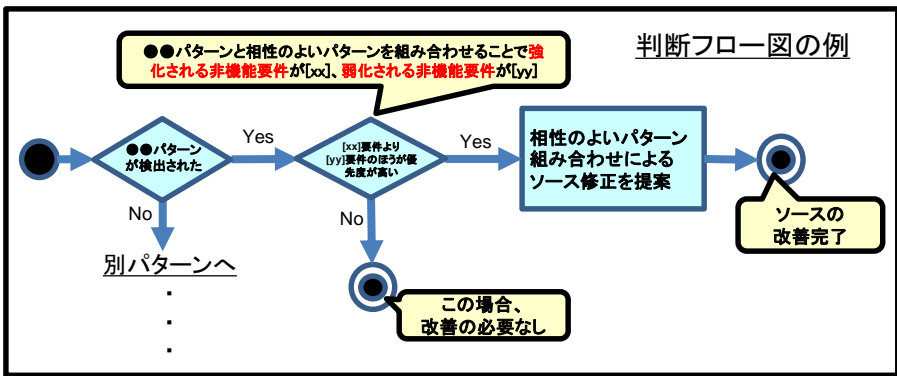 判断フロー図の例
●●パターンと相性のよいパターンを組み合わせることで強
化される非機能要件が[xx]、弱化される非機能要件が[yy]
●●パターン
が検出された
Yes
[xx]要件より
[yy]要件のほうが優
先度が高い
Yes
相性のよいパターン
組み合わせによる
ソース修正を提案
No
No
ソースの
改善完了
別パターンへ
・
・
・
この場合、
改善の必要なし